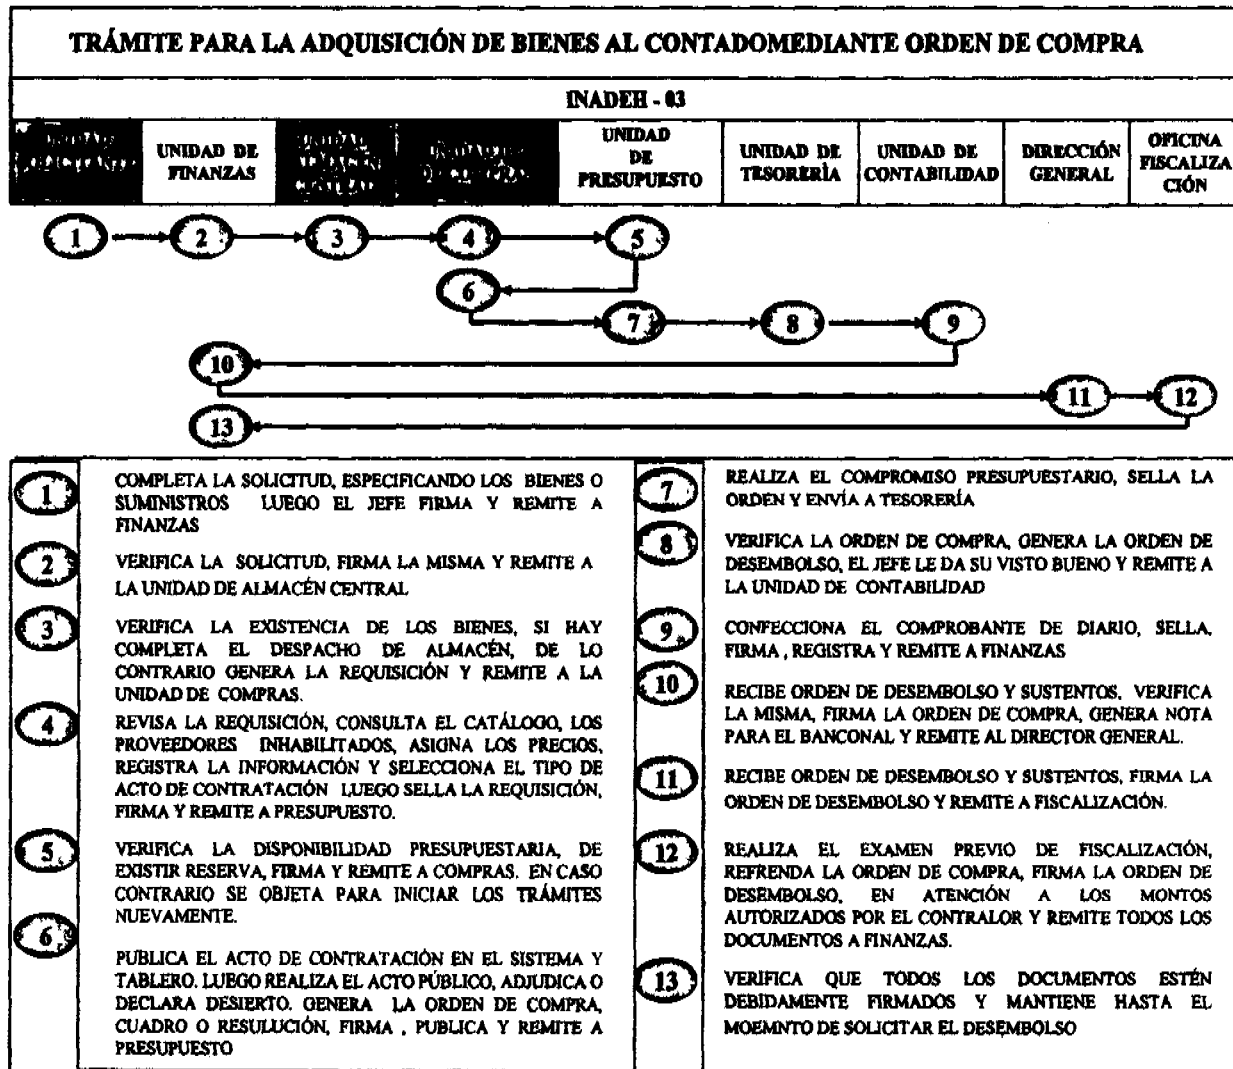 TRÁMITE PARA LA ADQUISICIÓN DE BIENES AL CONTADOMEDIANTE ORDEN DE COMPRA
INADEH - 03
UNIDAD DE
FINANZAS
UNIDAD
DE
PRESUPUESTO
UNIDAD DE
TESORERÍA
UNIDAD DE
CONTABILIDAD
DIRECCIÓN
GENERAL
OFICINA
FISCALIZA
CIÓN
1 2 3 4 5
6
7 8 9
10
11 12
13
1
COMPLETA LA SOLICITUD, ESPECIFICANDO LOS BIENES O
SUMINISTROS LUEGO EL JEFE FIRMA Y REMITE A
FINANZAS
2
VERIFICA LA SOLICITUD, FIRMA LA MISMA Y REMITE A
LA UNIDAD DE ALMACÉN CENTRAL
3
VERIFICA LA EXISTENCIA DE LOS BIENES, SI HAY
COMPLETA EL DESPACHO DE ALMACÉN, DE LO
CONTRARIO GENERA LA REQUISICIÓN Y REMITE A LA
UNIDAD DE COMPRAS.
4
REVISA LA REQUISICIÓN, CONSULTA EL CATÁLOGO, LOS
PROVEEDORES INHABILITADOS, ASIGNA LOS PRECIOS,
REGISTRA LA INFORMACIÓN Y SELECCIONA EL TIPO DE
ACTO DE CONTRATACIÓN LUEGO SELLA LA REQUISICIÓN,
FIRMA Y REMITE A PRESUPUESTO.
5
VERIFICA LA DISPONIBILIDAD PRESUPUESTARIA, DE
EXISTIR RESERVA, FIRMA Y REMITE A COMPRAS. EN CASO
CONTRARIO SE OBJETA PARA INICIAR LOS TRÁMITES
NUEVAMENTE.
6
PUBLICA EL ACTO DE CONTRATACIÓN EN EL SISTEMA Y
TABLERO. LUEGO REALIZA EL ACTO PÚBLICO, ADJUDICA O
DECLARA DESIERTO. GENERA LA ORDEN DE COMPRA,
CUADRO O RESULUCIÓN, FIRMA , PUBLICA Y REMITE A
PRESUPUESTO
7
REALIZA EL COMPROMISO PRESUPUESTARIO, SELLA LA
ORDEN Y ENVÍA A TESORERÍA
8
VERIFICA LA ORDEN DE COMPRA, GENERA LA ORDEN DE
DESEMBOLSO, EL JEFE LE DA SU VISTO BUENO Y REMITE A
LA UNIDAD DE CONTABILIDAD
9
CONFECCIONA EL COMPROBANTE DE DIARIO, SELLA,
FIRMA , REGISTRA Y REMITE A FINANZAS
10
RECIBE ORDEN DE DESEMBOLSO Y SUSTENTOS, VERIFICA
LA MISMA, FIRMA LA ORDEN DE COMPRA, GENERA NOTA
PARA EL BANCONAL Y REMITE AL DIRECTOR GENERAL.
11
RECIBE ORDEN DE DESEMBOLSO Y SUSTENTOS, FIRMA LA
ORDEN DE DESEMBOLSO Y REMITE A FISCALIZACIÓN.
12
REALIZA EL EXAMEN PREVIO DE FISCALIZACIÓN,
REFRENDA LA ORDEN DE COMPRA, FIRMA LA ORDEN DE
DESEMBOLSO, EN ATENCIÓN A LOS MONTOS
AUTORIZADOS POR EL CONTRALOR Y REMITE TODOS LOS
DOCUMENTOS A FINANZAS.
13
VERIFICA QUE TODOS LOS DOCUMENTOS ESTÉN
DEBIDAMENTE FIRMADOS Y MANTIENE HASTA EL
MOEMNTO DE SOLICITAR EL DESEMBOLSO